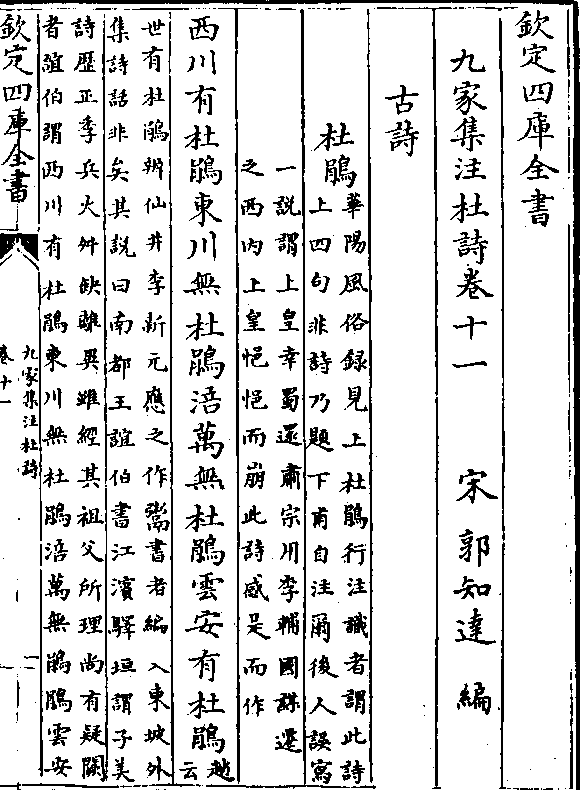 欽定四庫全書
九家集注杜詩卷十一 宋 郭知達 編
古詩
杜鵑
華陽風俗録見上杜鵑行注識者謂此詩
上四句非詩乃題下甫自注爾後人誤寫
一説謂上皇幸蜀還肅宗用李輔國謀遷
之西内上皇悒悒而崩此詩感是而作
西川有杜鵑東川無杜鵑涪萬無杜鵑雲安有杜鵑
趙
云
世有杜鵑辨仙井李新元應之作鬻書者編入東坡外
集詩話非矣其説曰南都王誼伯書江濱驛垣謂子美
詩歴正季兵火舛缺離異雖經其祖父所理尚有疑闕
者誼伯謂西川有杜鵑東川無杜鵑涪萬無鵑雲安
欽定四庫全書
九家集注杜詩
卷十一
一